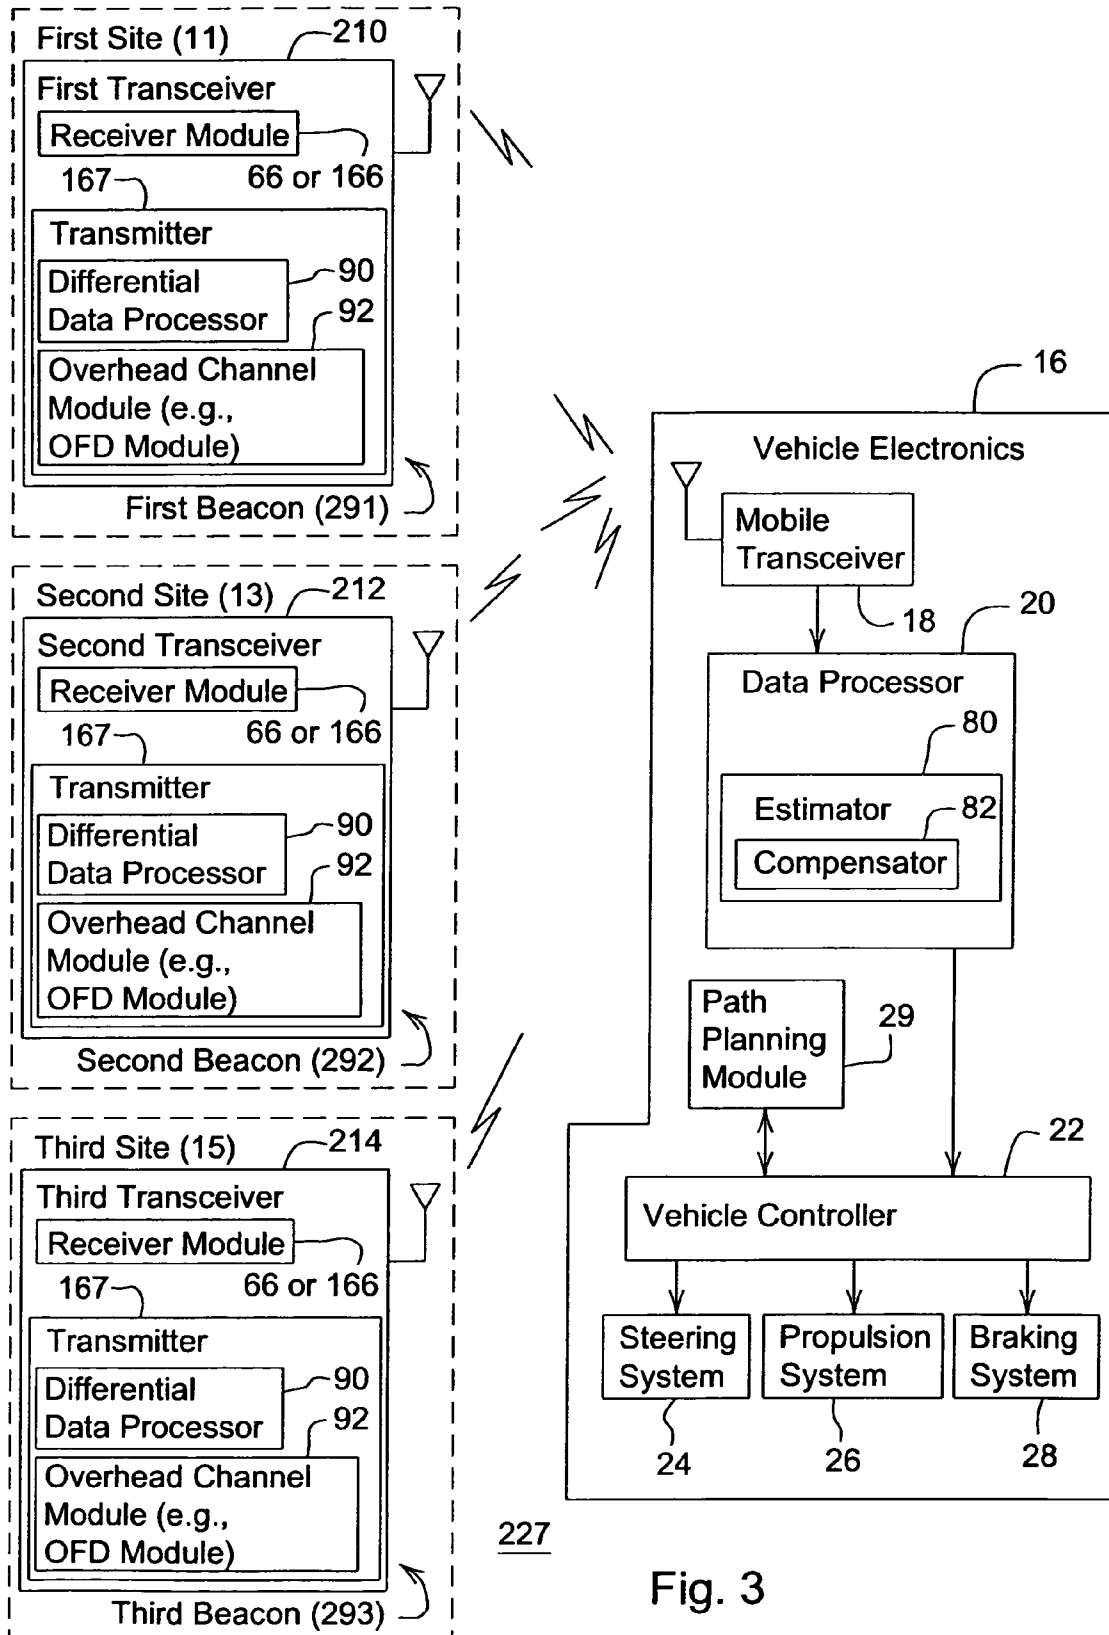 First Site (11)
210
First Transceiver
Receiver Module
167
66 or 166
Transmitter
Differential
Data Processor
90
92
Overhead Channel
Module (e.g.,
OFD Module)
First Beacon (291)
Second Site (13)
212
Second Transceiver
Receiver Module
167
66 or 166
Transmitter
Differential
Data Processor
90
92
Overhead Channel
Module (e.g.,
OFD Module)
Second Beacon (292)
Third Site (15)
214
Third Transceiver
Receiver Module
167
66 or 166
Transmitter
Differential
Data Processor
90
92
Overhead Channel
Module (e.g.,
OFD Module)
Third Beacon (293)
16
Vehicle Electronics
Mobile
Transceiver
18
20
Data Processor
80
Estimator
82
Compensator
Path
Planning
Module
29
22
Vehicle Controller
Steering
System
Propulsion
System
Braking
System
24
26
28
227
Fig. 3